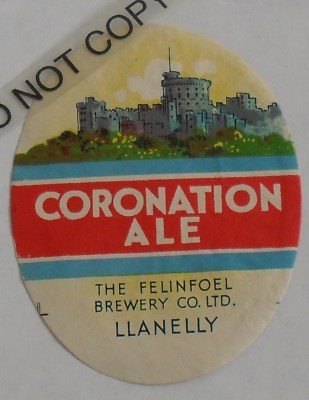 O NOT COPY
CORONATION
ALE
THE FELINFOEL
BREWERY CO. LTD.
LLANELLY